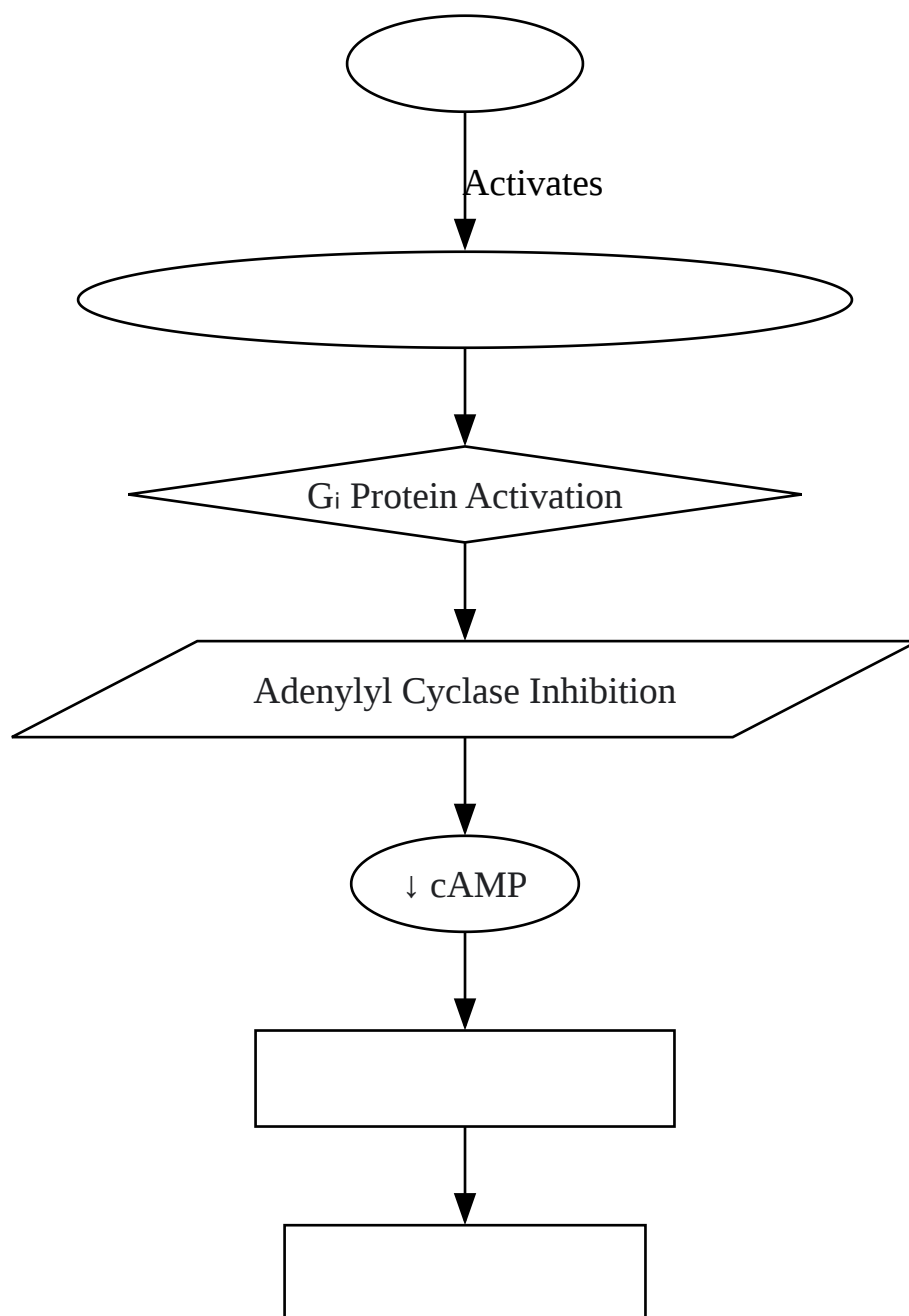 Activates
Gᵢ Protein Activation
Adenylyl Cyclase Inhibition
↓ cAMP